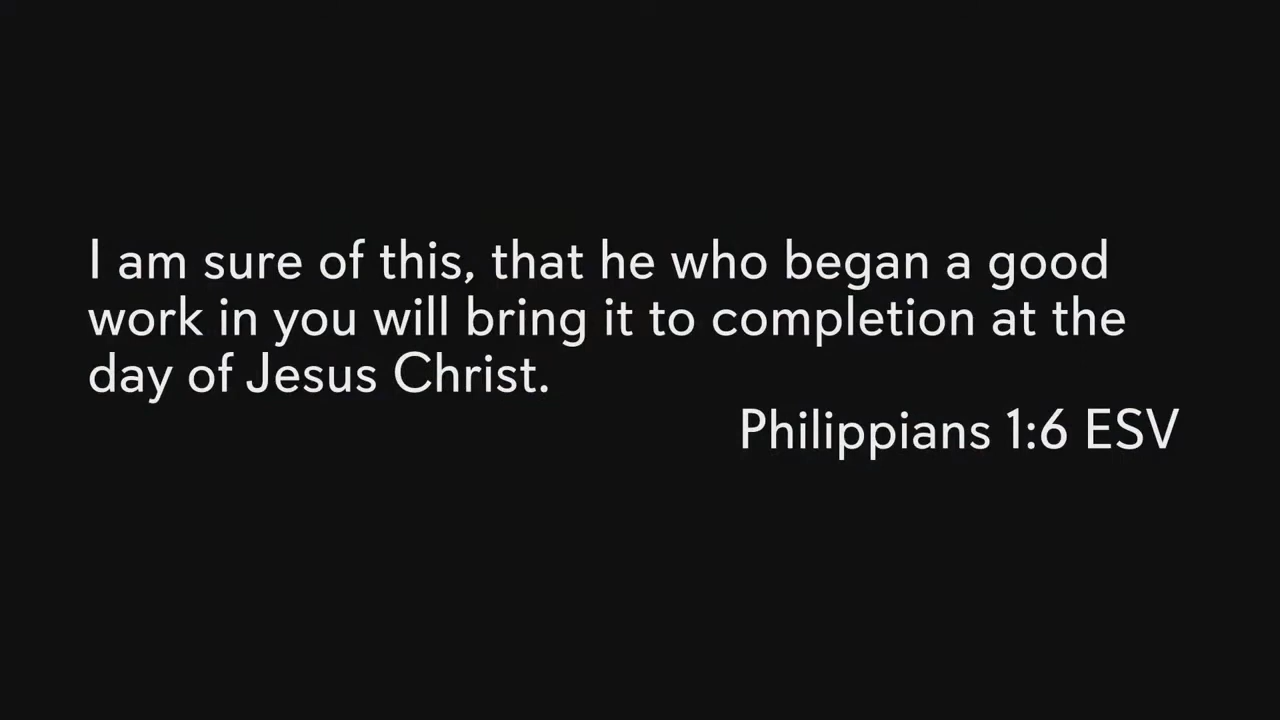 I am sure of this, that he who began a good
work in you will bring it to completion at the
day of Jesus Christ.
Philippians 1:6 ESV